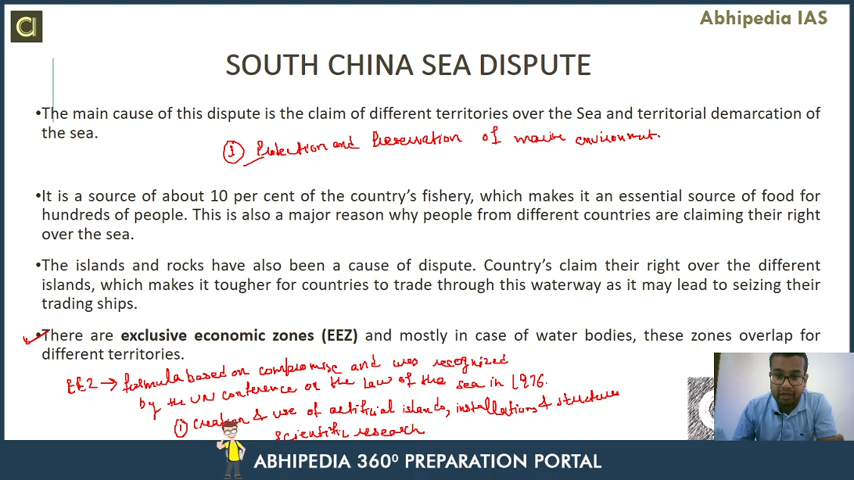 Abhipedia IAS
SOUTH CHINA SEA DISPUTE
•The main cause of this dispute is the claim of different territories over the Sea and territorial demarcation of
the sea.
① Protection and Preservation of marine environment.
•It is a source of about 10 per cent of the country's fishery, which makes it an essential source of food for
hundreds of people. This is also a major reason why people from different countries are claiming their right
over the sea.
•The islands and rocks have also been a cause of dispute. Country's claim their right over the different
islands, which makes it tougher for countries to trade through this waterway as it may lead to seizing their
trading ships.
•There are exclusive economic zones (EEZ) and mostly in case of water bodies, these zones overlap for
different territories.
EEZ → formula based on compromise and was recognized
by the UN conference on the law of the sea in 1976.
① Creation & use of artificial islands, installations & structures
scientific research
ABHIPEDIA 360⁰ PREPARATION PORTAL